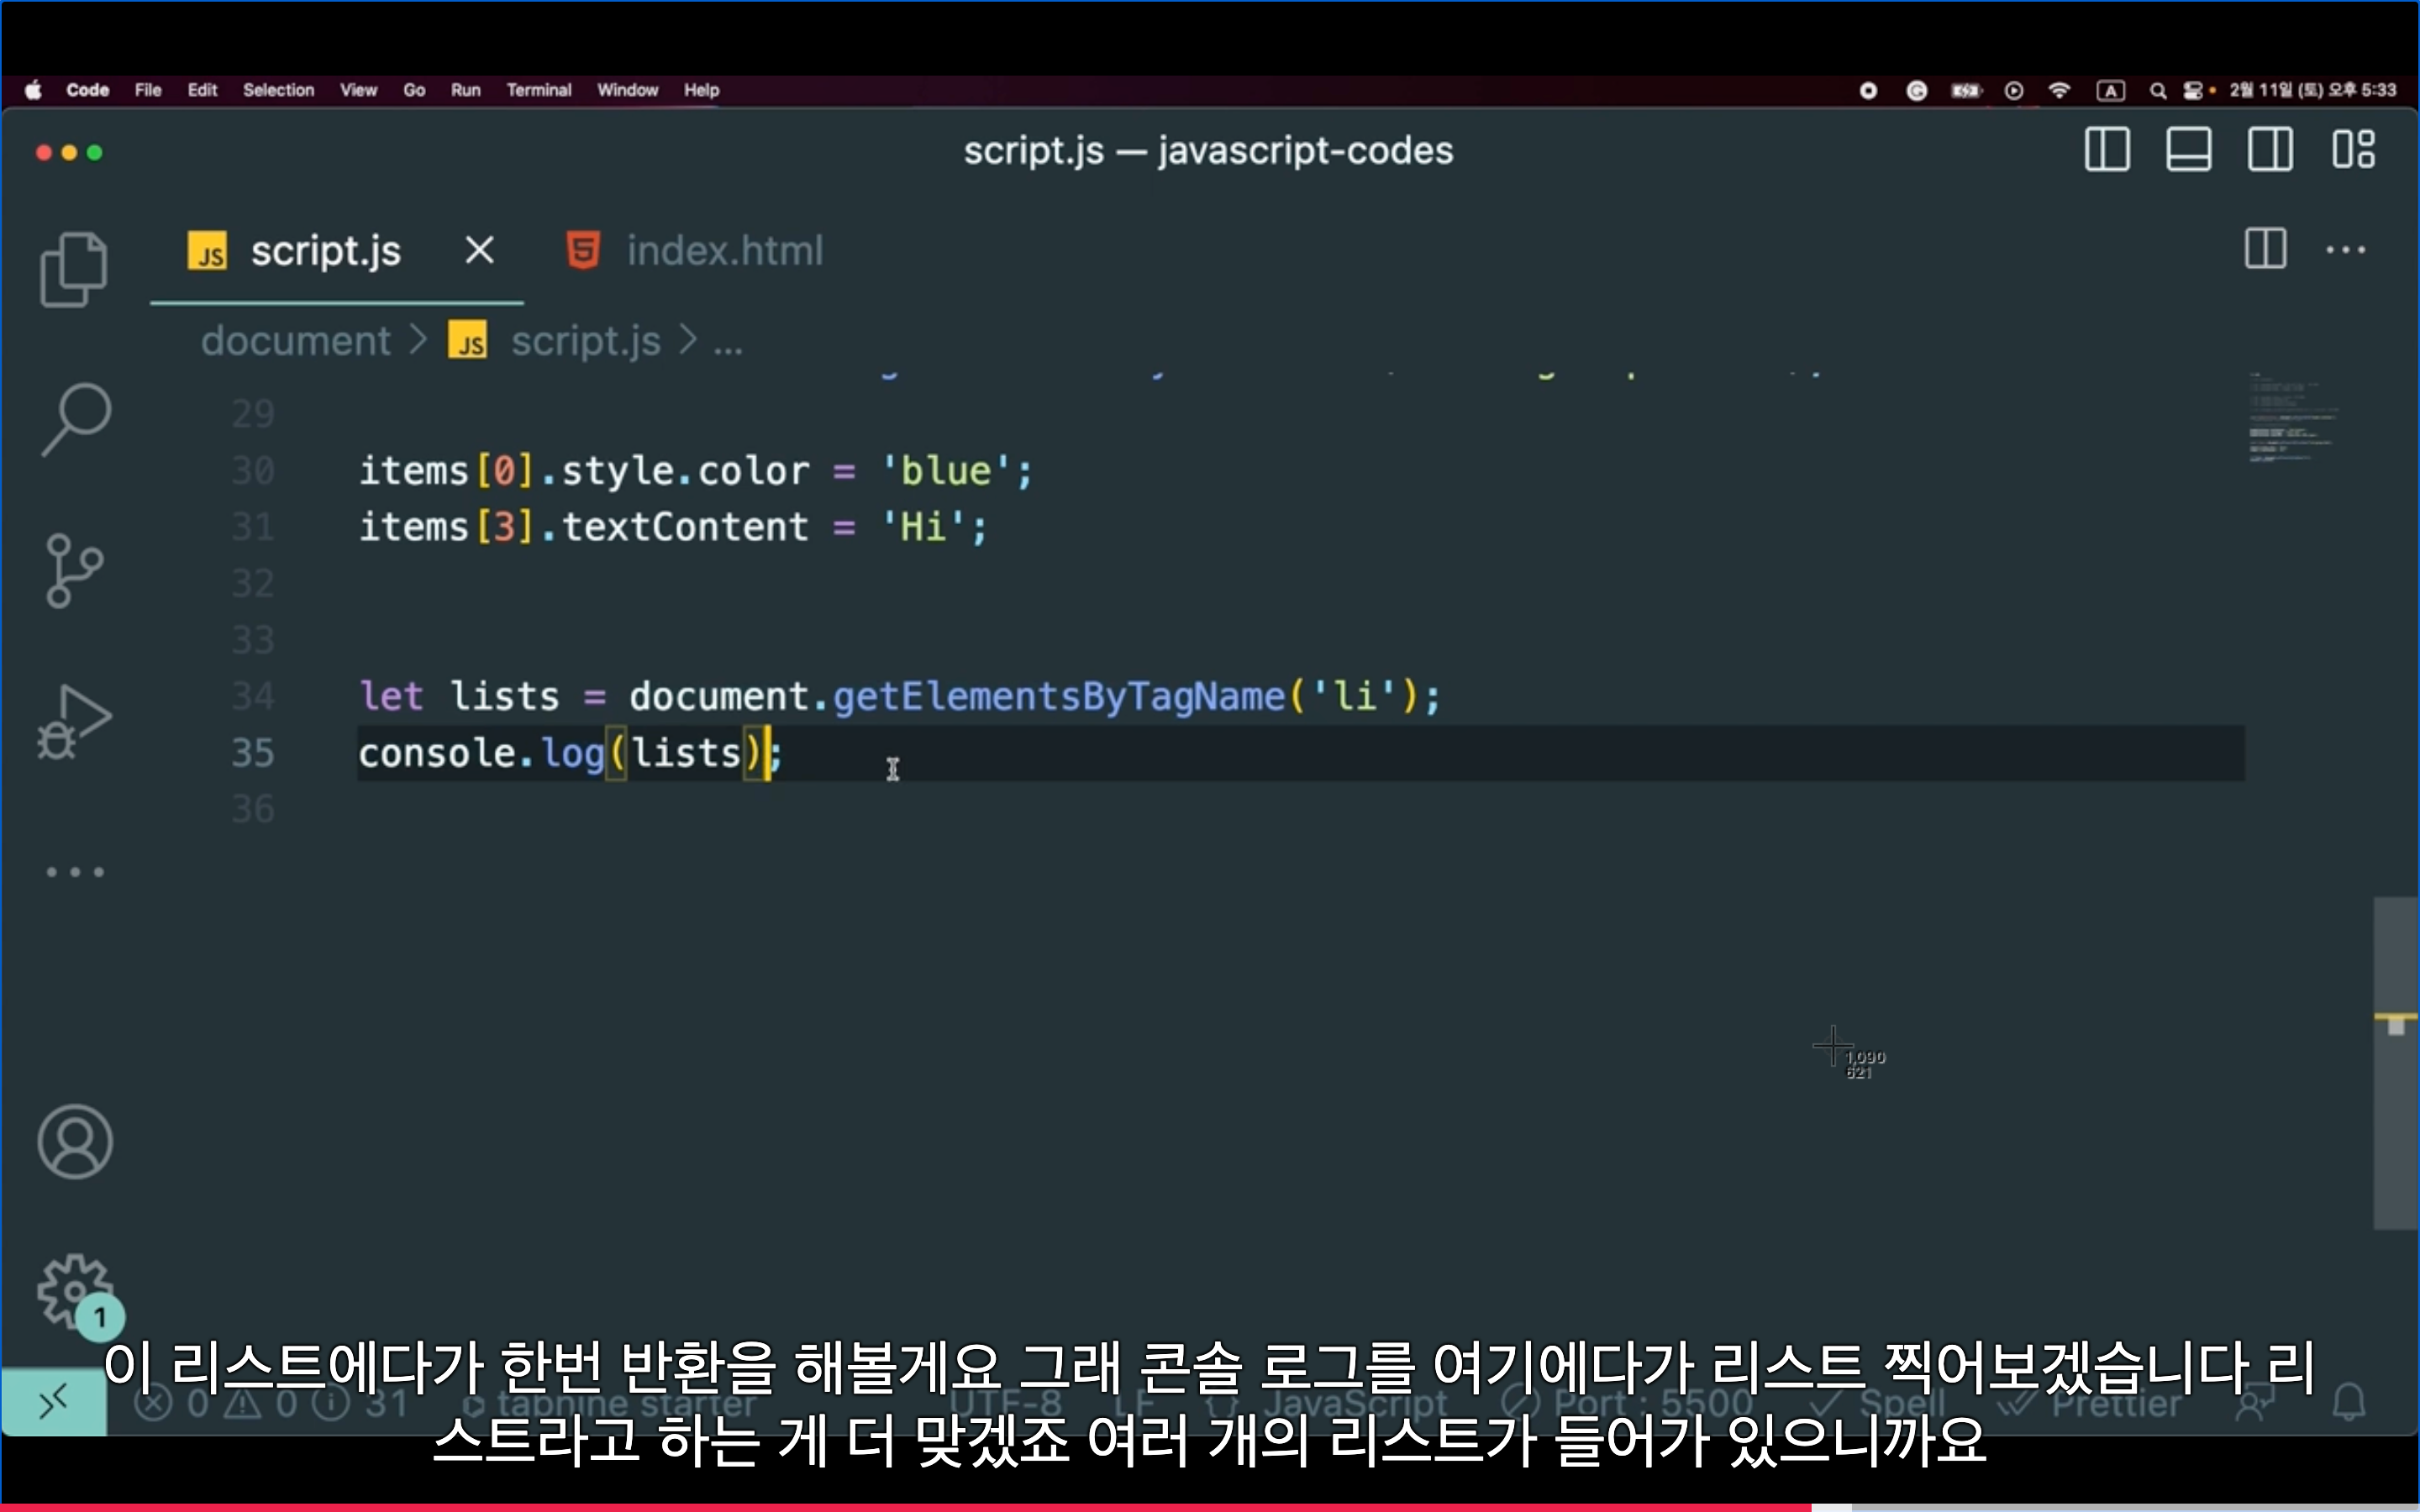 Code File Edit Selection View Go Run Terminal Window Help A 2월 11일 (토) 오후 5:33
script.js — javascript-codes
JS script.js index.html
document > JS script.js > ...
29
30 items[0].style.color = 'blue';
31 items[3].textContent = 'Hi';
32
33
34 let lists = document.getElementsByTagName('li');
35 console.log(lists);
36
1,090
621
1
이 리스트에다가 한번 반환을 해볼게요 그래 콘솔 로그를 여기에다가 리스트 찍어보겠습니다 리
0 0 31 tabnine starter UTF-8 LF {} JavaScript Port : 5500 Spell Prettier
스트라고 하는 게 더 맞겠죠 여러 개의 리스트가 들어가 있으니까요